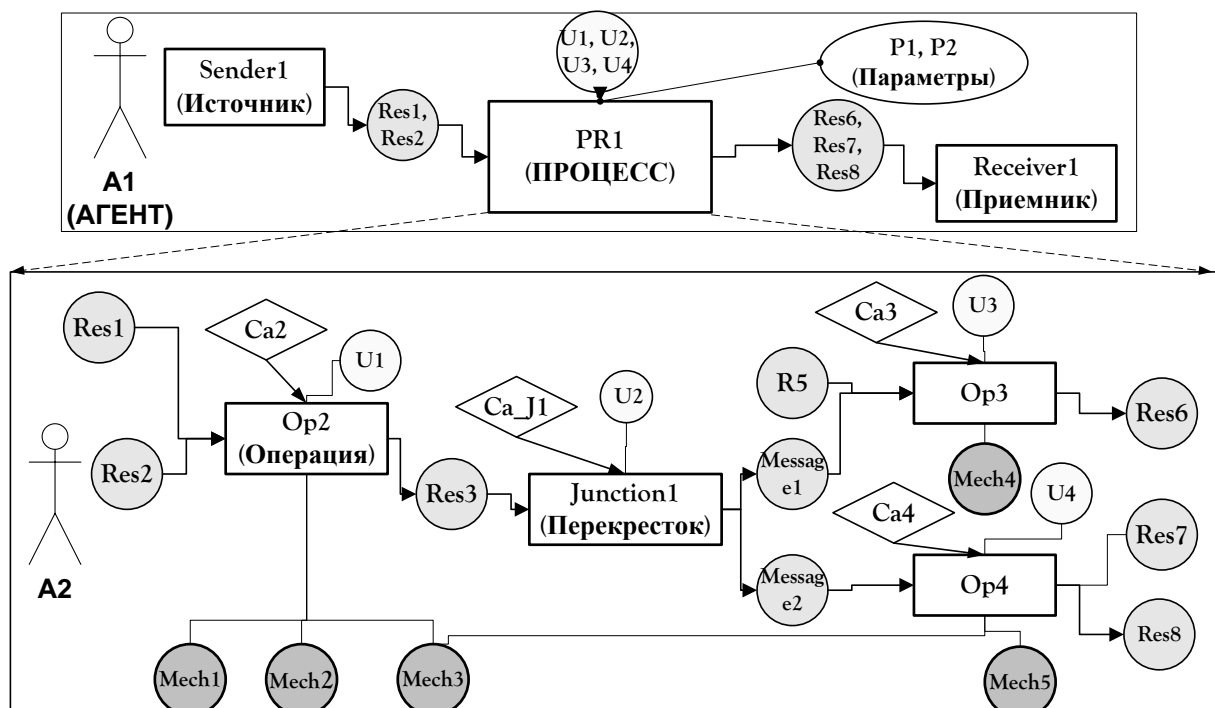 U1, U2,
U3, U4
P1, P2
(Параметры)
Sender1
(Источник)
Res1,
Res2
PR1
(ПРОЦЕСС)
Res6,
Res7,
Res8
Receiver1
(Приемник)
A1
(АГЕНТ)
Res1
Ca2
U1
Ca3
U3
R5
Op3
Res6
Ca_J1
U2
Op2
(Операция)
Res2
Res3
Junction1
(Перекресток)
Messag
e1
Mech4
Ca4
U4
Res7
A2
Messag
e2
Op4
Res8
Mech1
Mech2
Mech3
Mech5